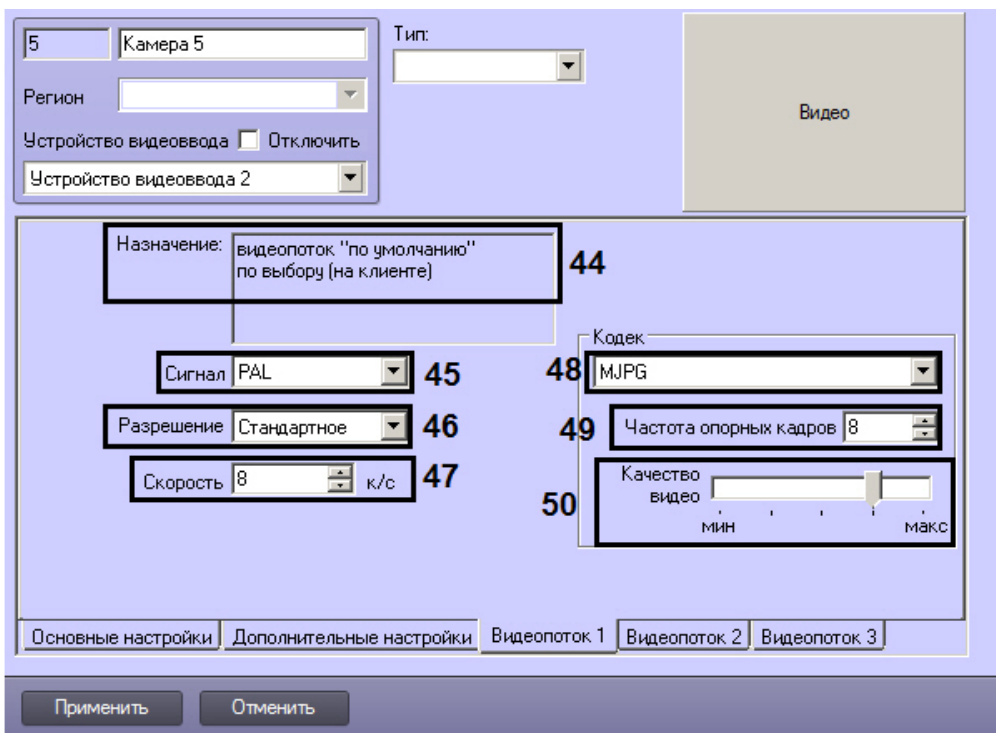 5 Камера 5
Тип:
Регион
Видео
Устройство видеоввода Отключить
Устройство видеоввода 2
Назначение: видеопоток "по умолчанию"
по выбору (на клиенте)
44
Кодек
Сигнал PAL 45
48 MJPG
Разрешение Стандартное 46
49 Частота опорных кадров 8
Скорость 8 к/с 47
50 Качество
видео
мин макс
Основные настройки Дополнительные настройки Видеопоток 1 Видеопоток 2 Видеопоток 3
Применить Отменить